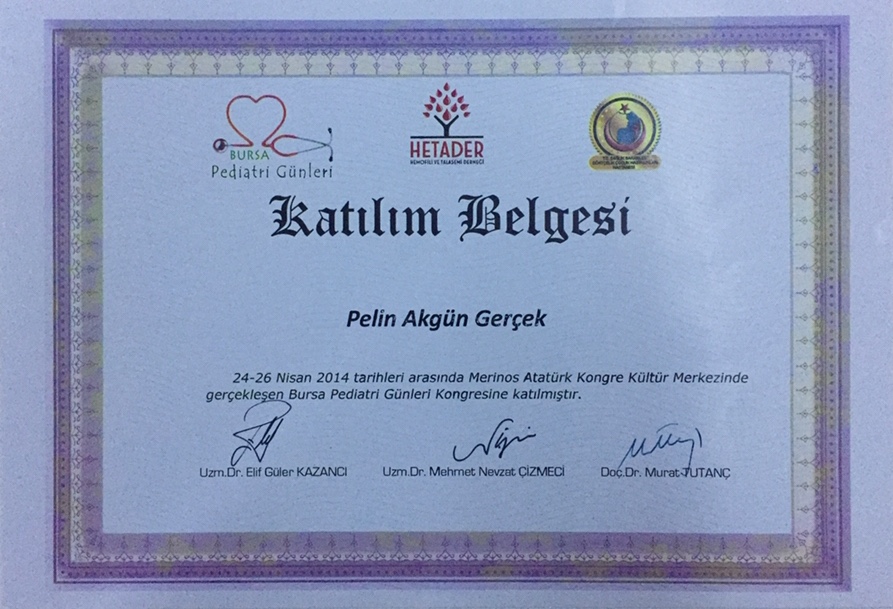 BURSA
Pediatri Günleri
HETADER
HEMOFİLİ VE TALASEMİ DERNEĞİ
Katılım Belgesi
Pelin Akgün Gerçek
24-26 Nisan 2014 tarihleri arasında Merinos Atatürk Kongre Kültür Merkezinde
gerçekleşen Bursa Pediatri Günleri Kongresine katılmıştır.
Uzm.Dr. Elif Güler KAZANCI
Uzm.Dr. Mehmet Nevzat ÇİZMECİ
Doç.Dr. Murat TUTANÇ